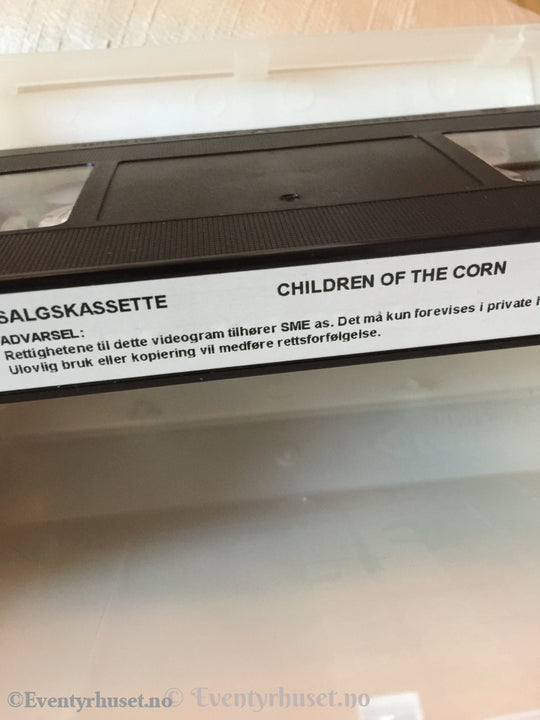 SALGSKASSETTE CHILDREN OF THE CORN
ADVARSEL:
Rettighetene til dette videogram tilhører SME as. Det må kun forevises i private
Ulovlig bruk eller kopiering vil medføre rettsforfølgelse.
©Eventyrhuset.no © Eventyrhuset.no